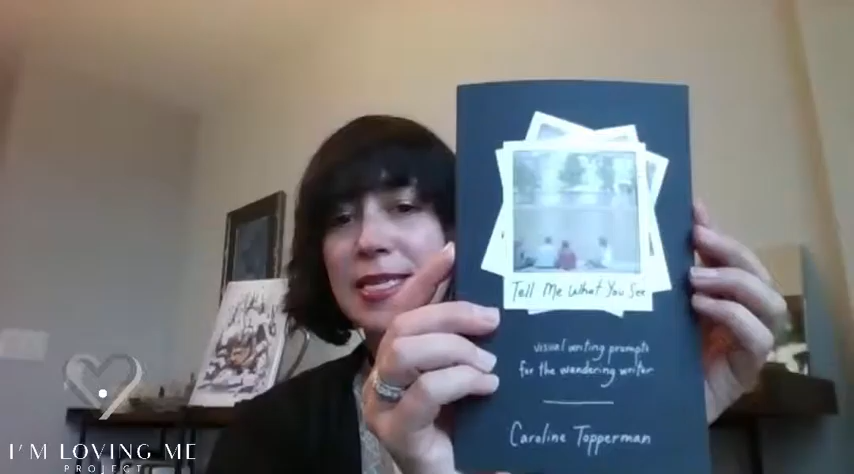 Tell Me What You See
visual writing prompts
for the wandering writer
Caroline Topperman
I'M LOVING ME
PROJECT